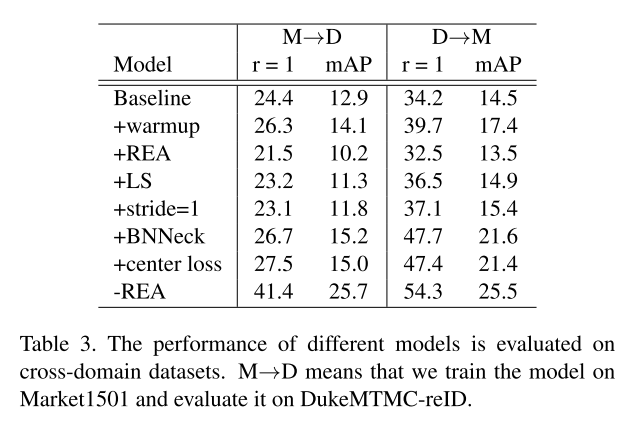 M→D D→M
Model r = 1 mAP r = 1 mAP
Baseline 24.4 12.9 34.2 14.5
+warmup 26.3 14.1 39.7 17.4
+REA 21.5 10.2 32.5 13.5
+LS 23.2 11.3 36.5 14.9
+stride=1 23.1 11.8 37.1 15.4
+BNNeck 26.7 15.2 47.7 21.6
+center loss 27.5 15.0 47.4 21.4
-REA 41.4 25.7 54.3 25.5
Table 3. The performance of different models is evaluated on
cross-domain datasets. M→D means that we train the model on
Market1501 and evaluate it on DukeMTMC-reID.